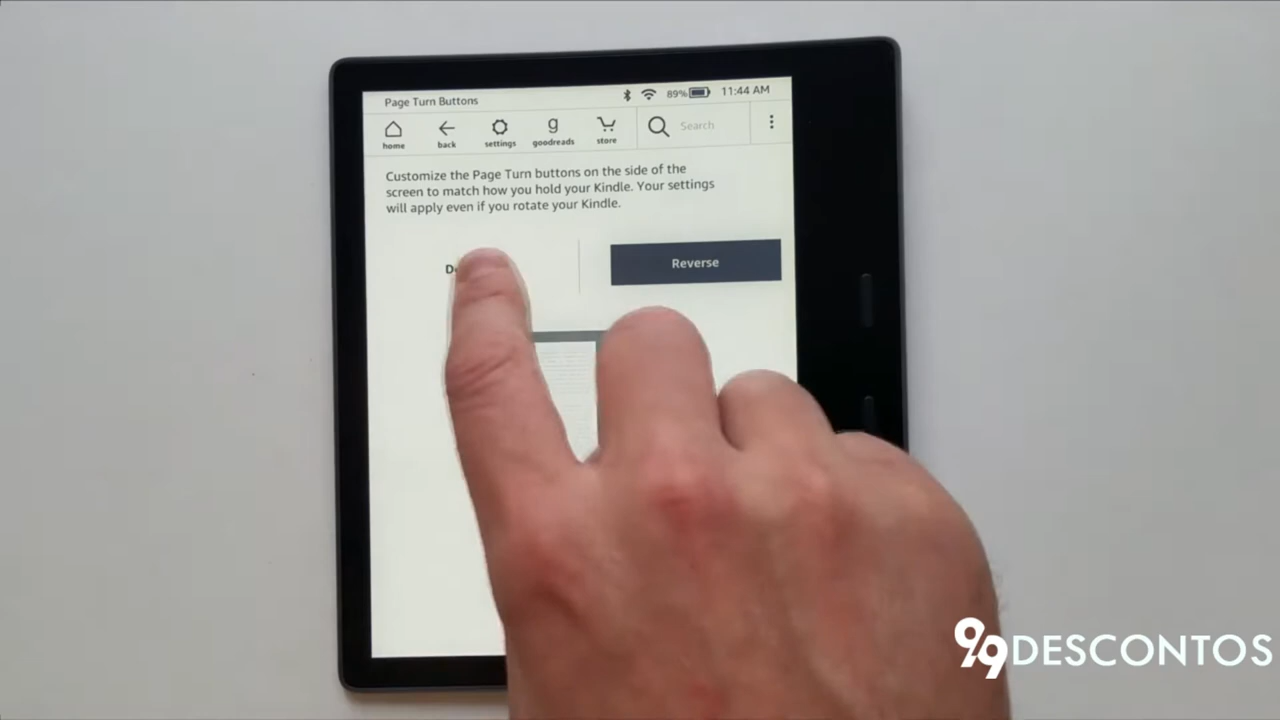 Page Turn Buttons
89%
11:44 AM
home
back
settings
g
goodreads
store
Search
Customize the Page Turn buttons on the side of the
screen to match how you hold your Kindle. Your settings
will apply even if you rotate your Kindle.
Reverse
99DESCONTOS